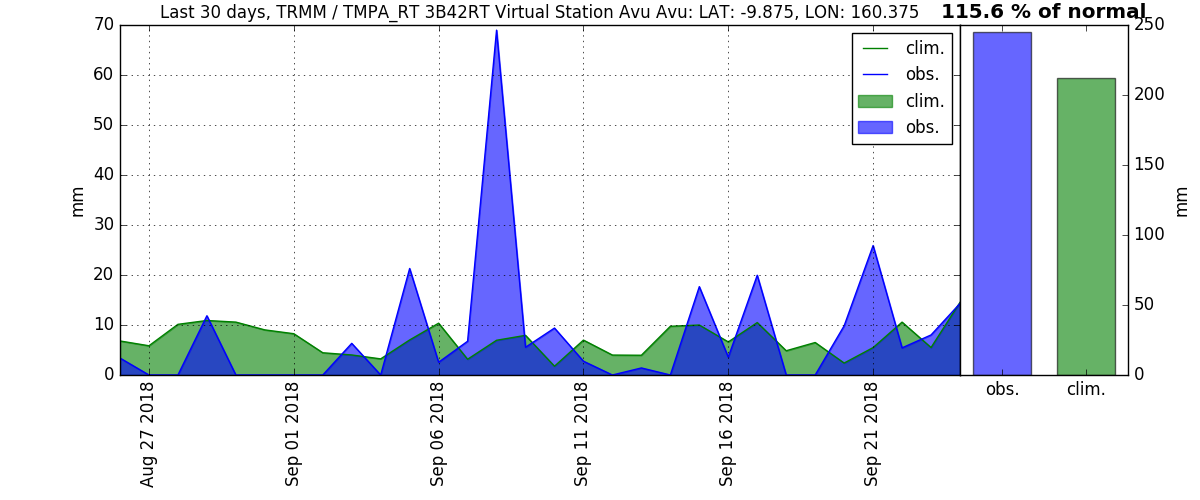 Last 30 days, TRMM / TMPA_RT 3B42RT Virtual Station Avu Avu: LAT: -9.875, LON: 160.375
115.6 % of normal
70
60
50
40
30
20
10
0
mm
clim.
obs.
clim.
obs.
Aug 27 2018
Sep 01 2018
Sep 06 2018
Sep 11 2018
Sep 16 2018
Sep 21 2018
250
200
150
100
50
0
mm
obs.
clim.